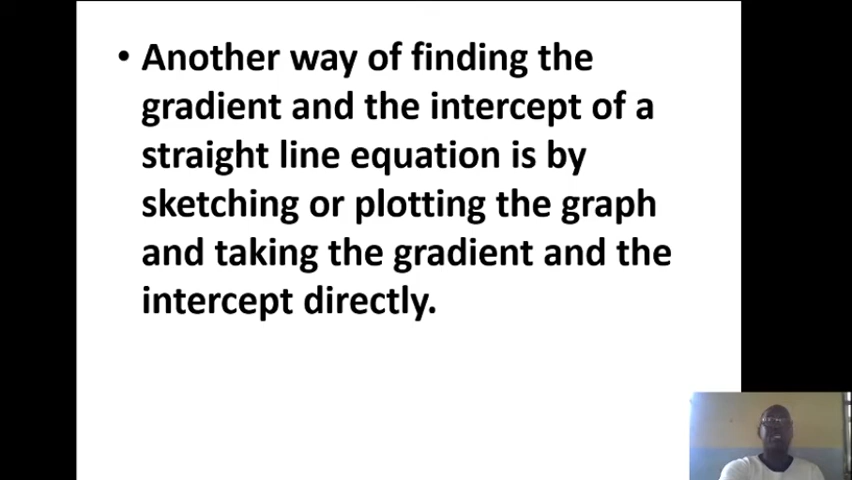 • Another way of finding the
gradient and the intercept of a
straight line equation is by
sketching or plotting the graph
and taking the gradient and the
intercept directly.